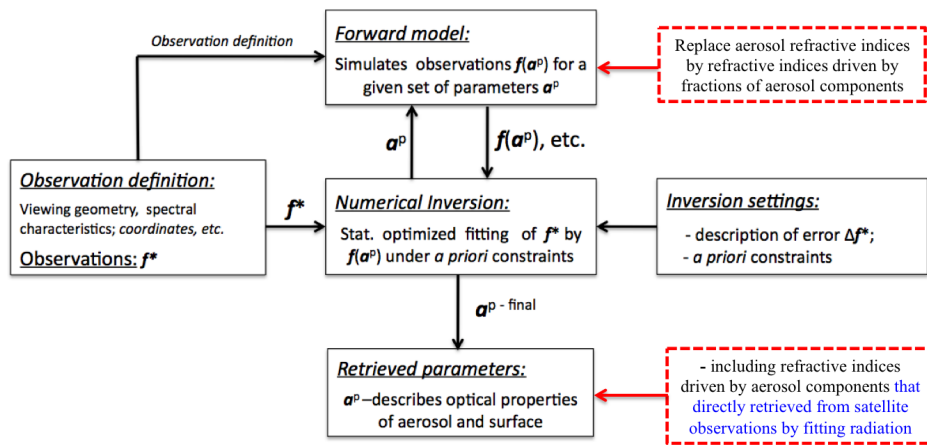 Observation definition
Forward model:
Simulates observations f(aᵖ) for a
given set of parameters aᵖ
Replace aerosol refractive indices
by refractive indices driven by
fractions of aerosol components
aᵖ
f(aᵖ), etc.
Observation definition:
Viewing geometry, spectral
characteristics; coordinates, etc.
Observations: f*
f*
Numerical Inversion:
Stat. optimized fitting of f* by
f(aᵖ) under a priori constraints
Inversion settings:
- description of error Δf*;
- a priori constraints
aᵖ - final
Retrieved parameters:
aᵖ –describes optical properties
of aerosol and surface
- including refractive indices
driven by aerosol components that
directly retrieved from satellite
observations by fitting radiation